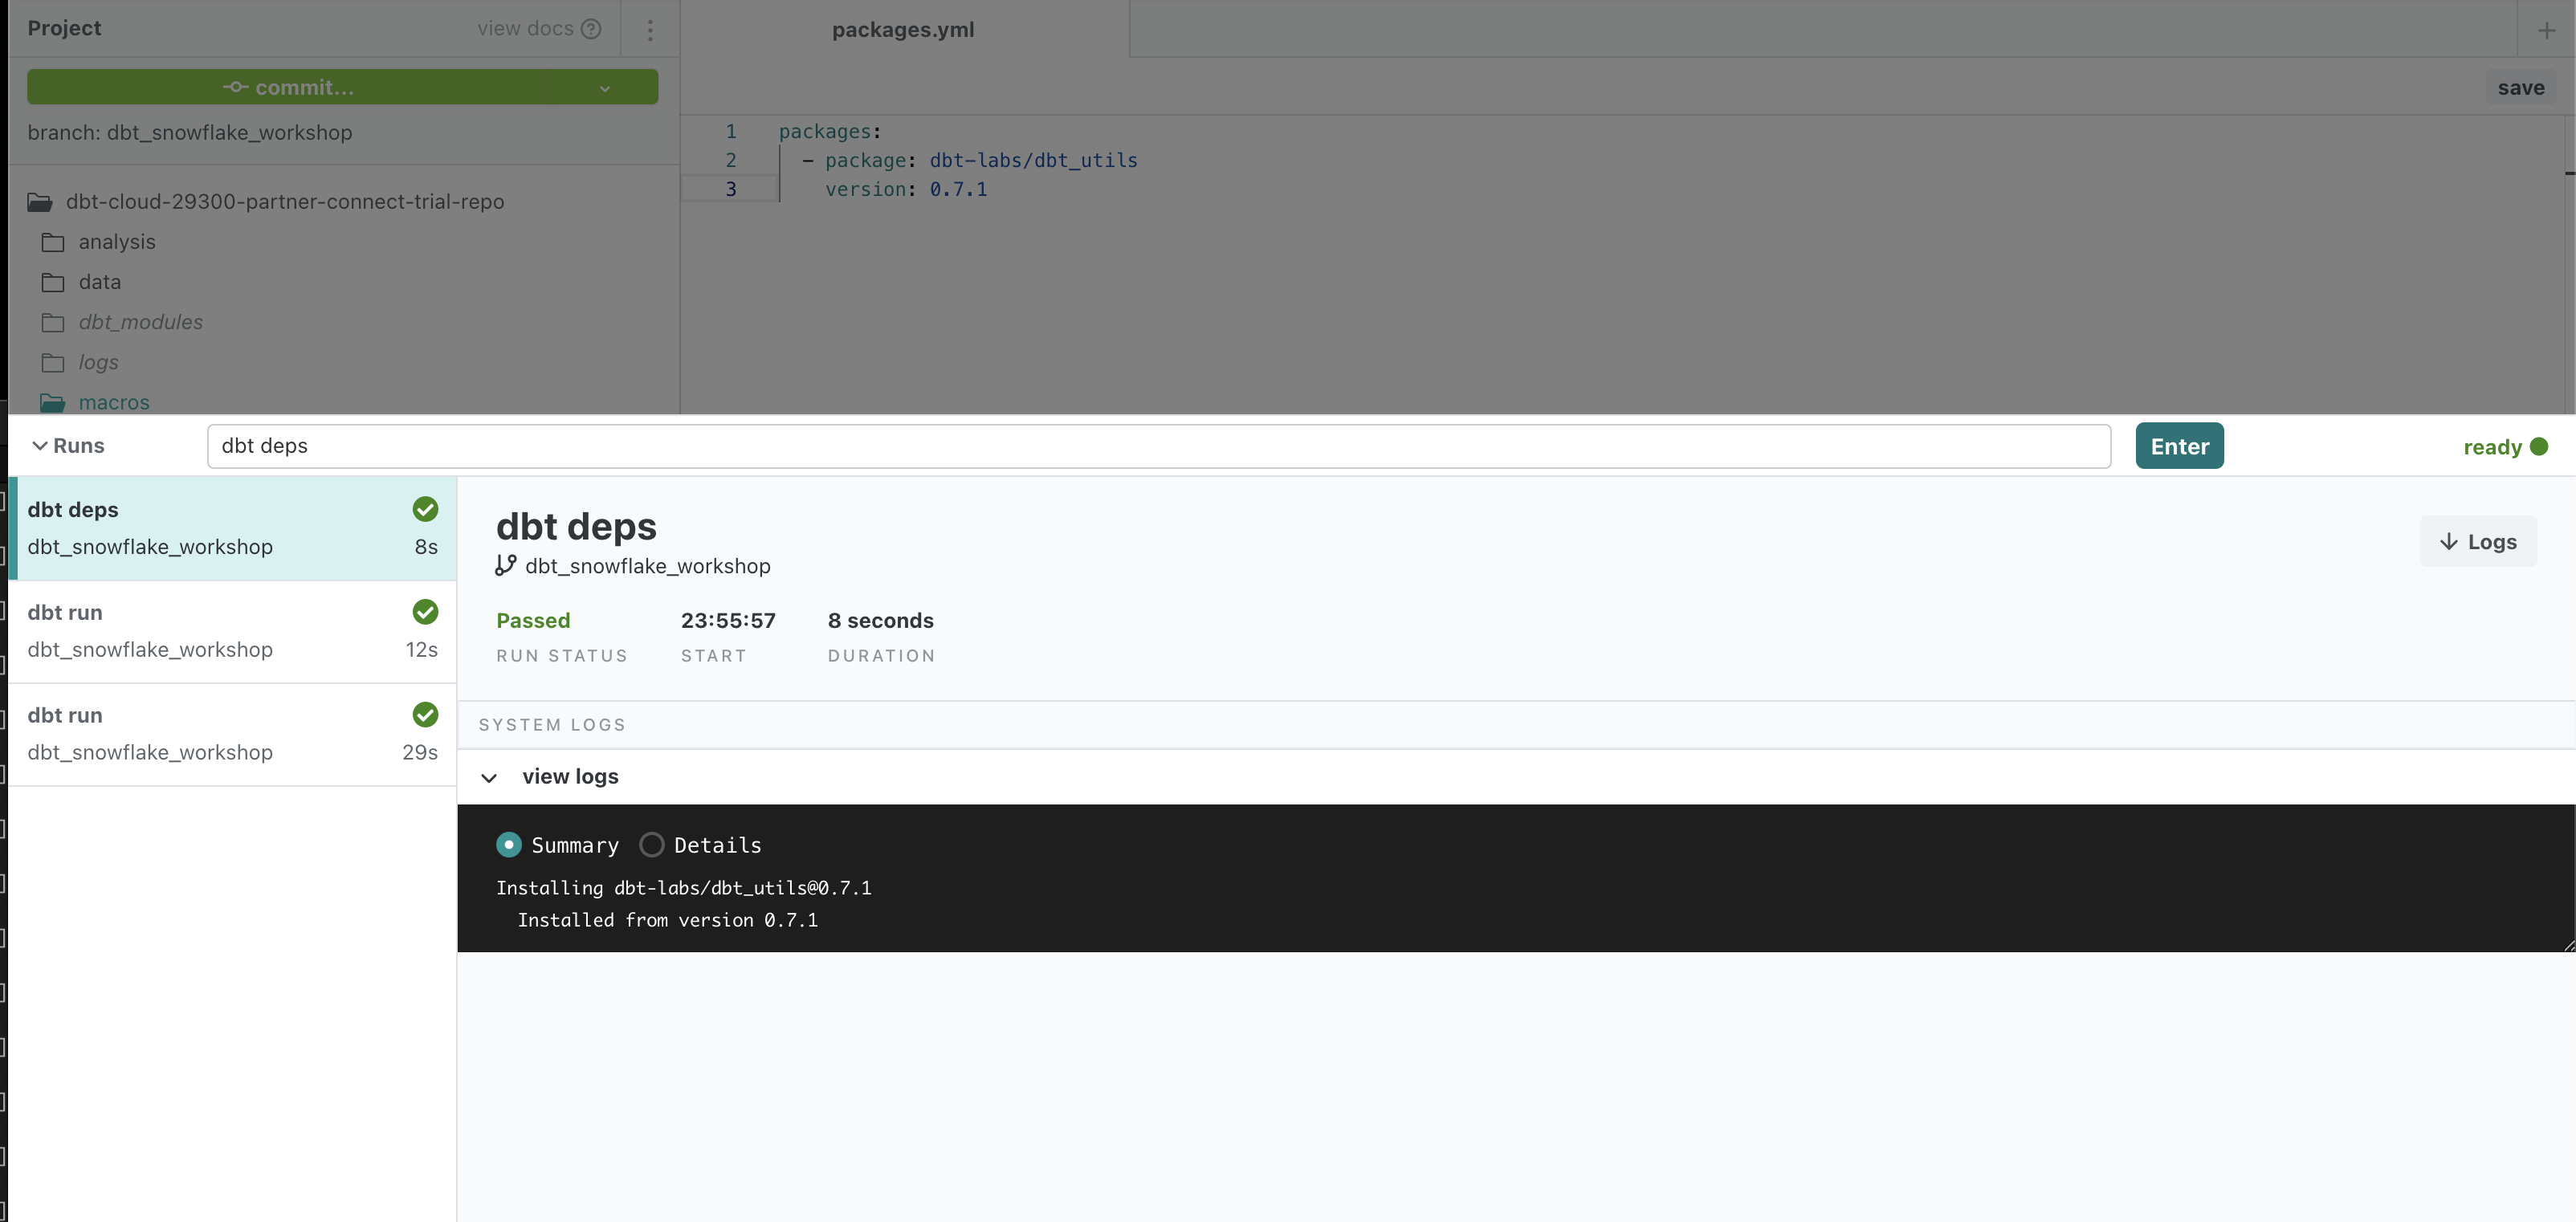 Project
view docs
commit...
branch: dbt_snowflake_workshop
dbt-cloud-29300-partner-connect-trial-repo
analysis
data
dbt_modules
logs
macros
packages.yml
save
1 packages:
2 - package: dbt-labs/dbt_utils
3 version: 0.7.1
Runs
dbt deps
Enter
ready
dbt deps
dbt_snowflake_workshop 8s
dbt run
dbt_snowflake_workshop 12s
dbt run
dbt_snowflake_workshop 29s
dbt deps
dbt_snowflake_workshop
Logs
Passed 23:55:57 8 seconds
RUN STATUS START DURATION
SYSTEM LOGS
view logs
Summary Details
Installing dbt-labs/dbt_utils@0.7.1
Installed from version 0.7.1